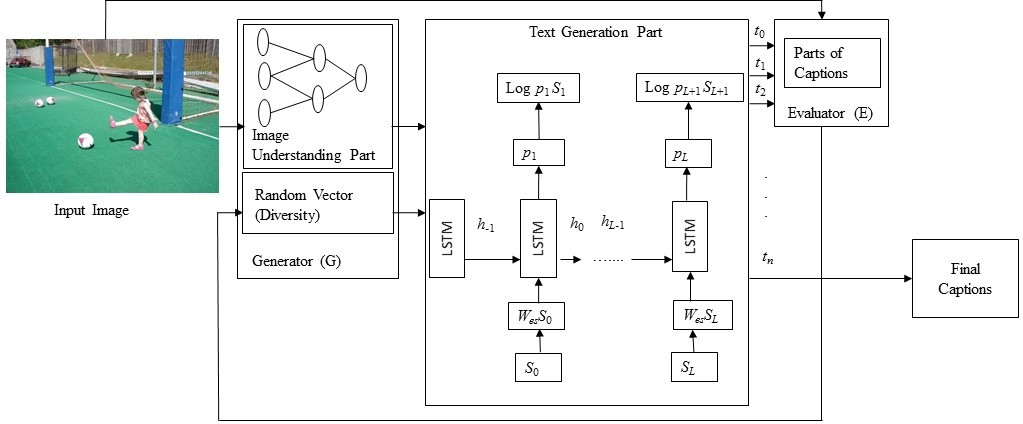 Text Generation Part
t0
t1
t2
Parts of
Captions
Evaluator (E)
Log p1S1
Log pL+1SL+1
Image
Understanding Part
p1
pL
Input Image
Random Vector
(Diversity)
Generator (G)
LSTM
h-1
LSTM
h0
hL-1
.......
LSTM
tn
Final
Captions
WesS0
WesSL
S0
SL